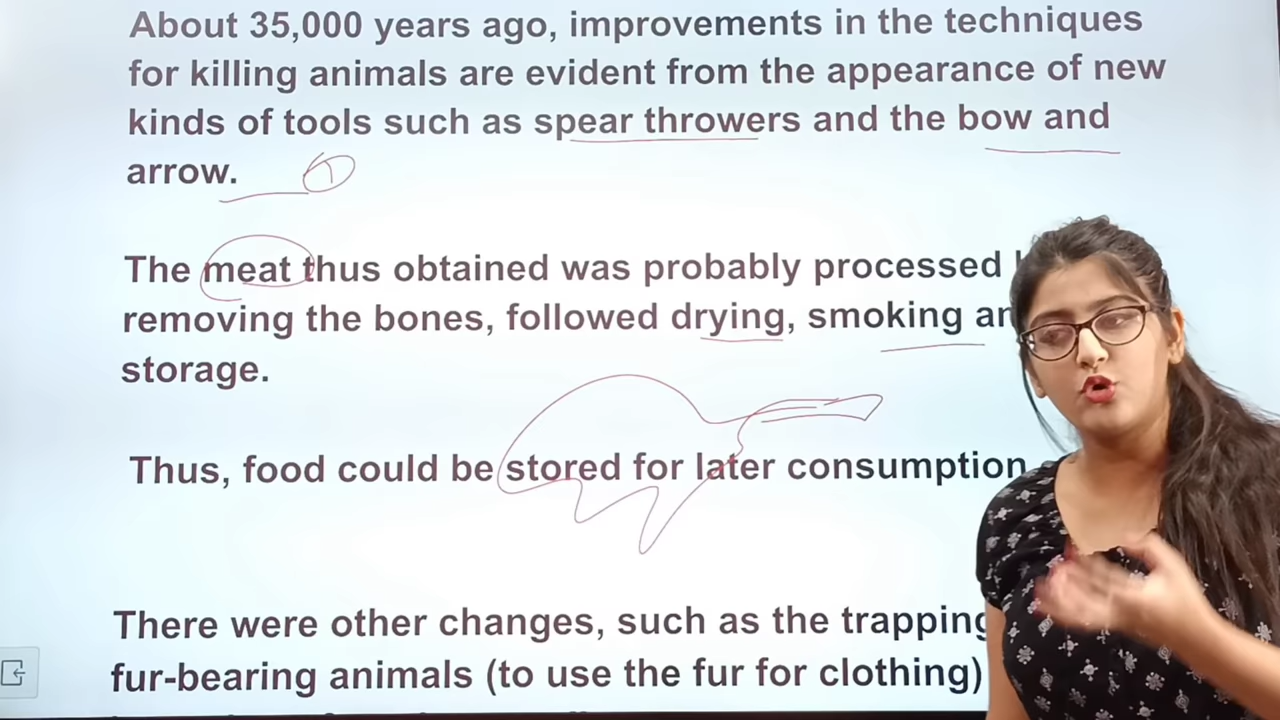 About 35,000 years ago, improvements in the techniques
for killing animals are evident from the appearance of new
kinds of tools such as spear throwers and the bow and
arrow. 1
The meat thus obtained was probably processed
removing the bones, followed drying, smoking
storage.
Thus, food could be stored for later consumption
There were other changes, such as the trapping
fur-bearing animals (to use the fur for clothing)